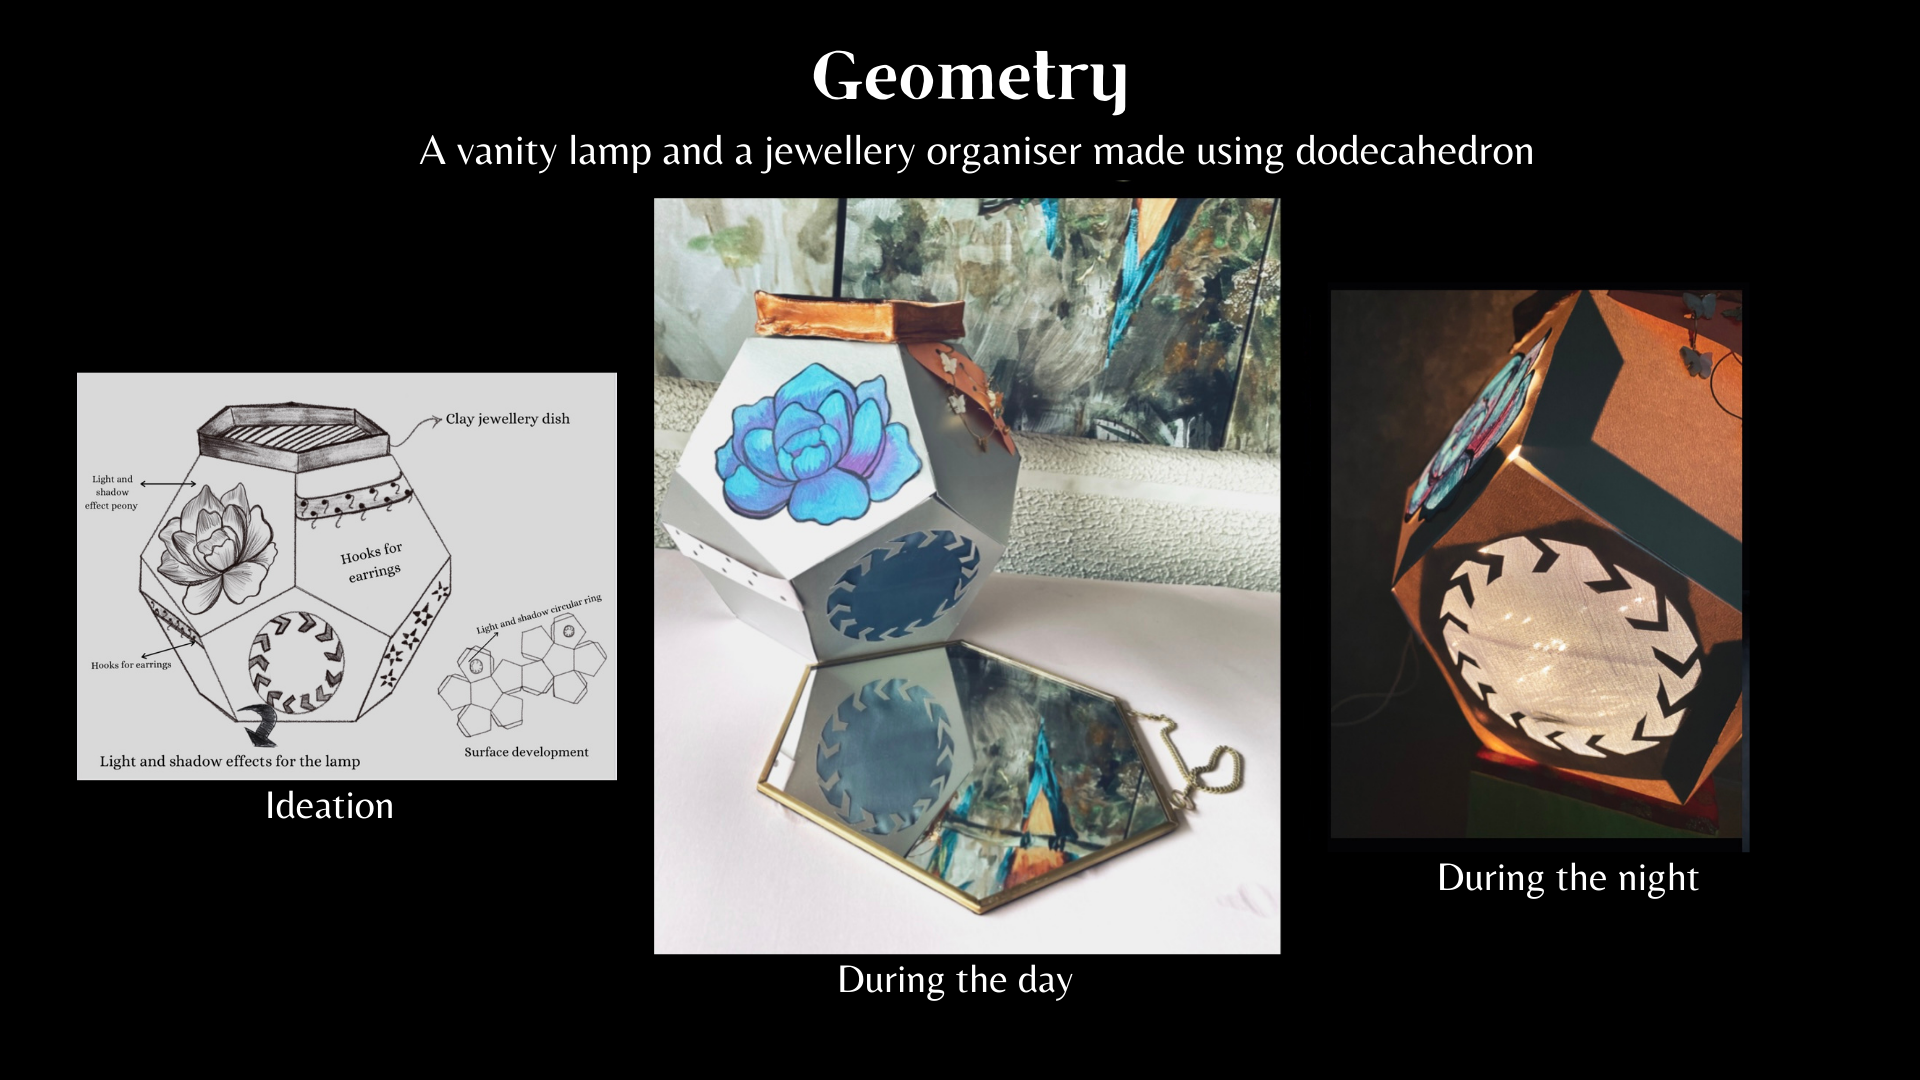 Geometry
A vanity lamp and a jewellery organiser made using dodecahedron
Clay jewellery dish
Light and
shadow
effect peony
Hooks for
earrings
Light and shadow circular ring
Hooks for earrings
Surface development
Light and shadow effects for the lamp
Ideation
During the day
During the night